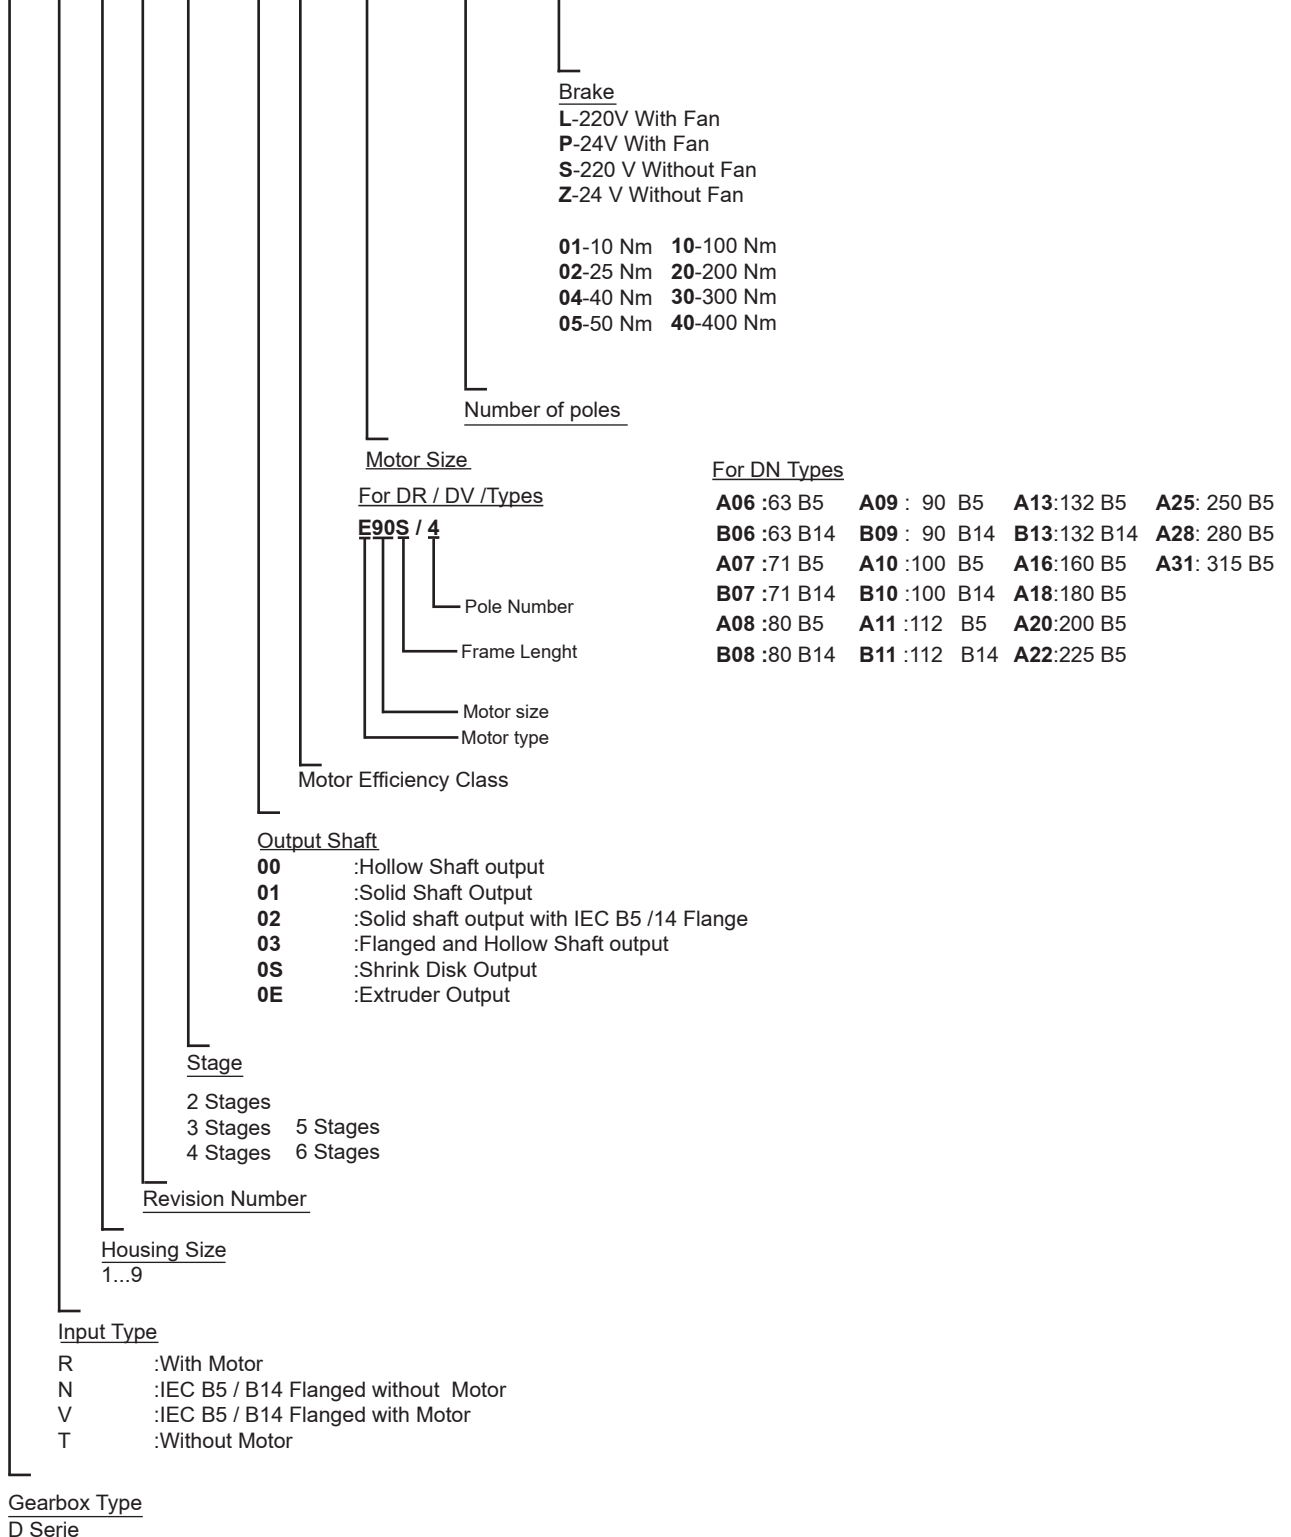 Brake
L-220V With Fan
P-24V With Fan
S-220 V Without Fan
Z-24 V Without Fan
01-10 Nm 10-100 Nm
02-25 Nm 20-200 Nm
04-40 Nm 30-300 Nm
05-50 Nm 40-400 Nm
Number of poles
Motor Size
For DR / DV /Types
E90S / 4
Pole Number
Frame Lenght
Motor size
Motor type
For DN Types
A06 :63 B5 A09 : 90 B5 A13:132 B5 A25: 250 B5
B06 :63 B14 B09 : 90 B14 B13:132 B14 A28: 280 B5
A07 :71 B5 A10 :100 B5 A16:160 B5 A31: 315 B5
B07 :71 B14 B10 :100 B14 A18:180 B5
A08 :80 B5 A11 :112 B5 A20:200 B5
B08 :80 B14 B11 :112 B14 A22:225 B5
Motor Efficiency Class
Output Shaft
00 :Hollow Shaft output
01 :Solid Shaft Output
02 :Solid shaft output with IEC B5 /14 Flange
03 :Flanged and Hollow Shaft output
0S :Shrink Disk Output
0E :Extruder Output
Stage
2 Stages
3 Stages 5 Stages
4 Stages 6 Stages
Revision Number
Housing Size
1...9
Input Type
R :With Motor
N :IEC B5 / B14 Flanged without Motor
V :IEC B5 / B14 Flanged with Motor
T :Without Motor
Gearbox Type
D Serie